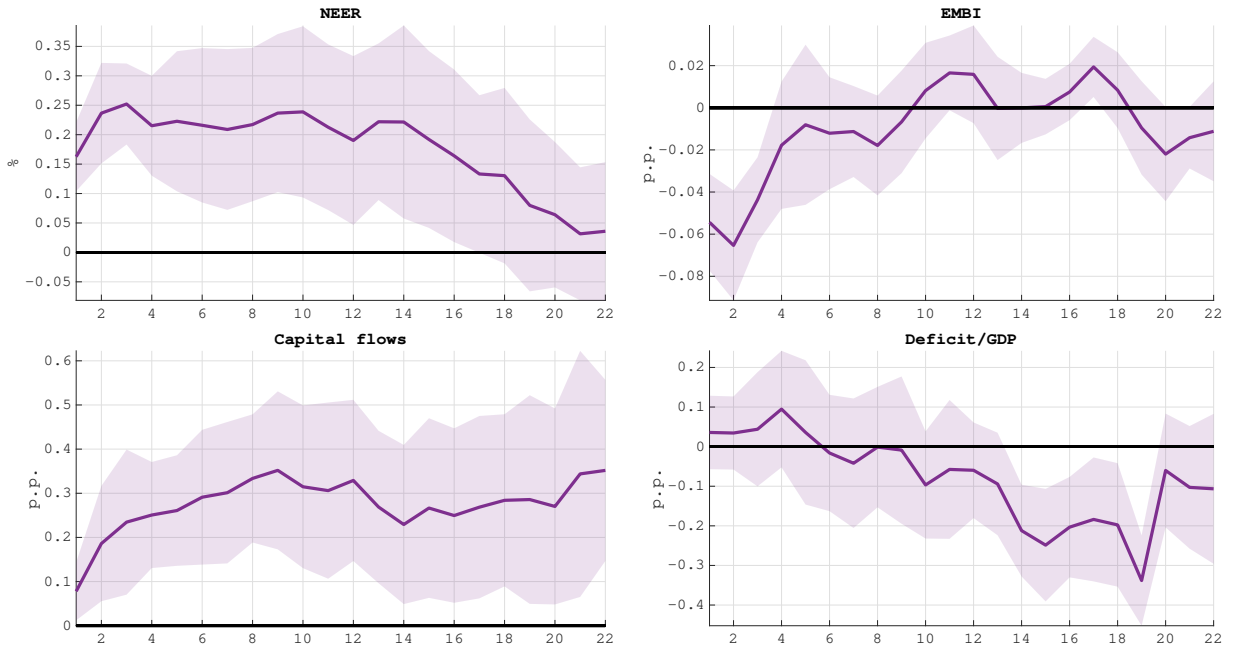 NEER
%
0.35
0.3
0.25
0.2
0.15
0.1
0.05
0
-0.05
2 4 6 8 10 12 14 16 18 20 22
EMBI
p.p.
0.02
0
-0.02
-0.04
-0.06
-0.08
2 4 6 8 10 12 14 16 18 20 22
Capital flows
p.p.
0.6
0.5
0.4
0.3
0.2
0.1
0
2 4 6 8 10 12 14 16 18 20 22
Deficit/GDP
p.p.
0.2
0.1
0
-0.1
-0.2
-0.3
-0.4
2 4 6 8 10 12 14 16 18 20 22